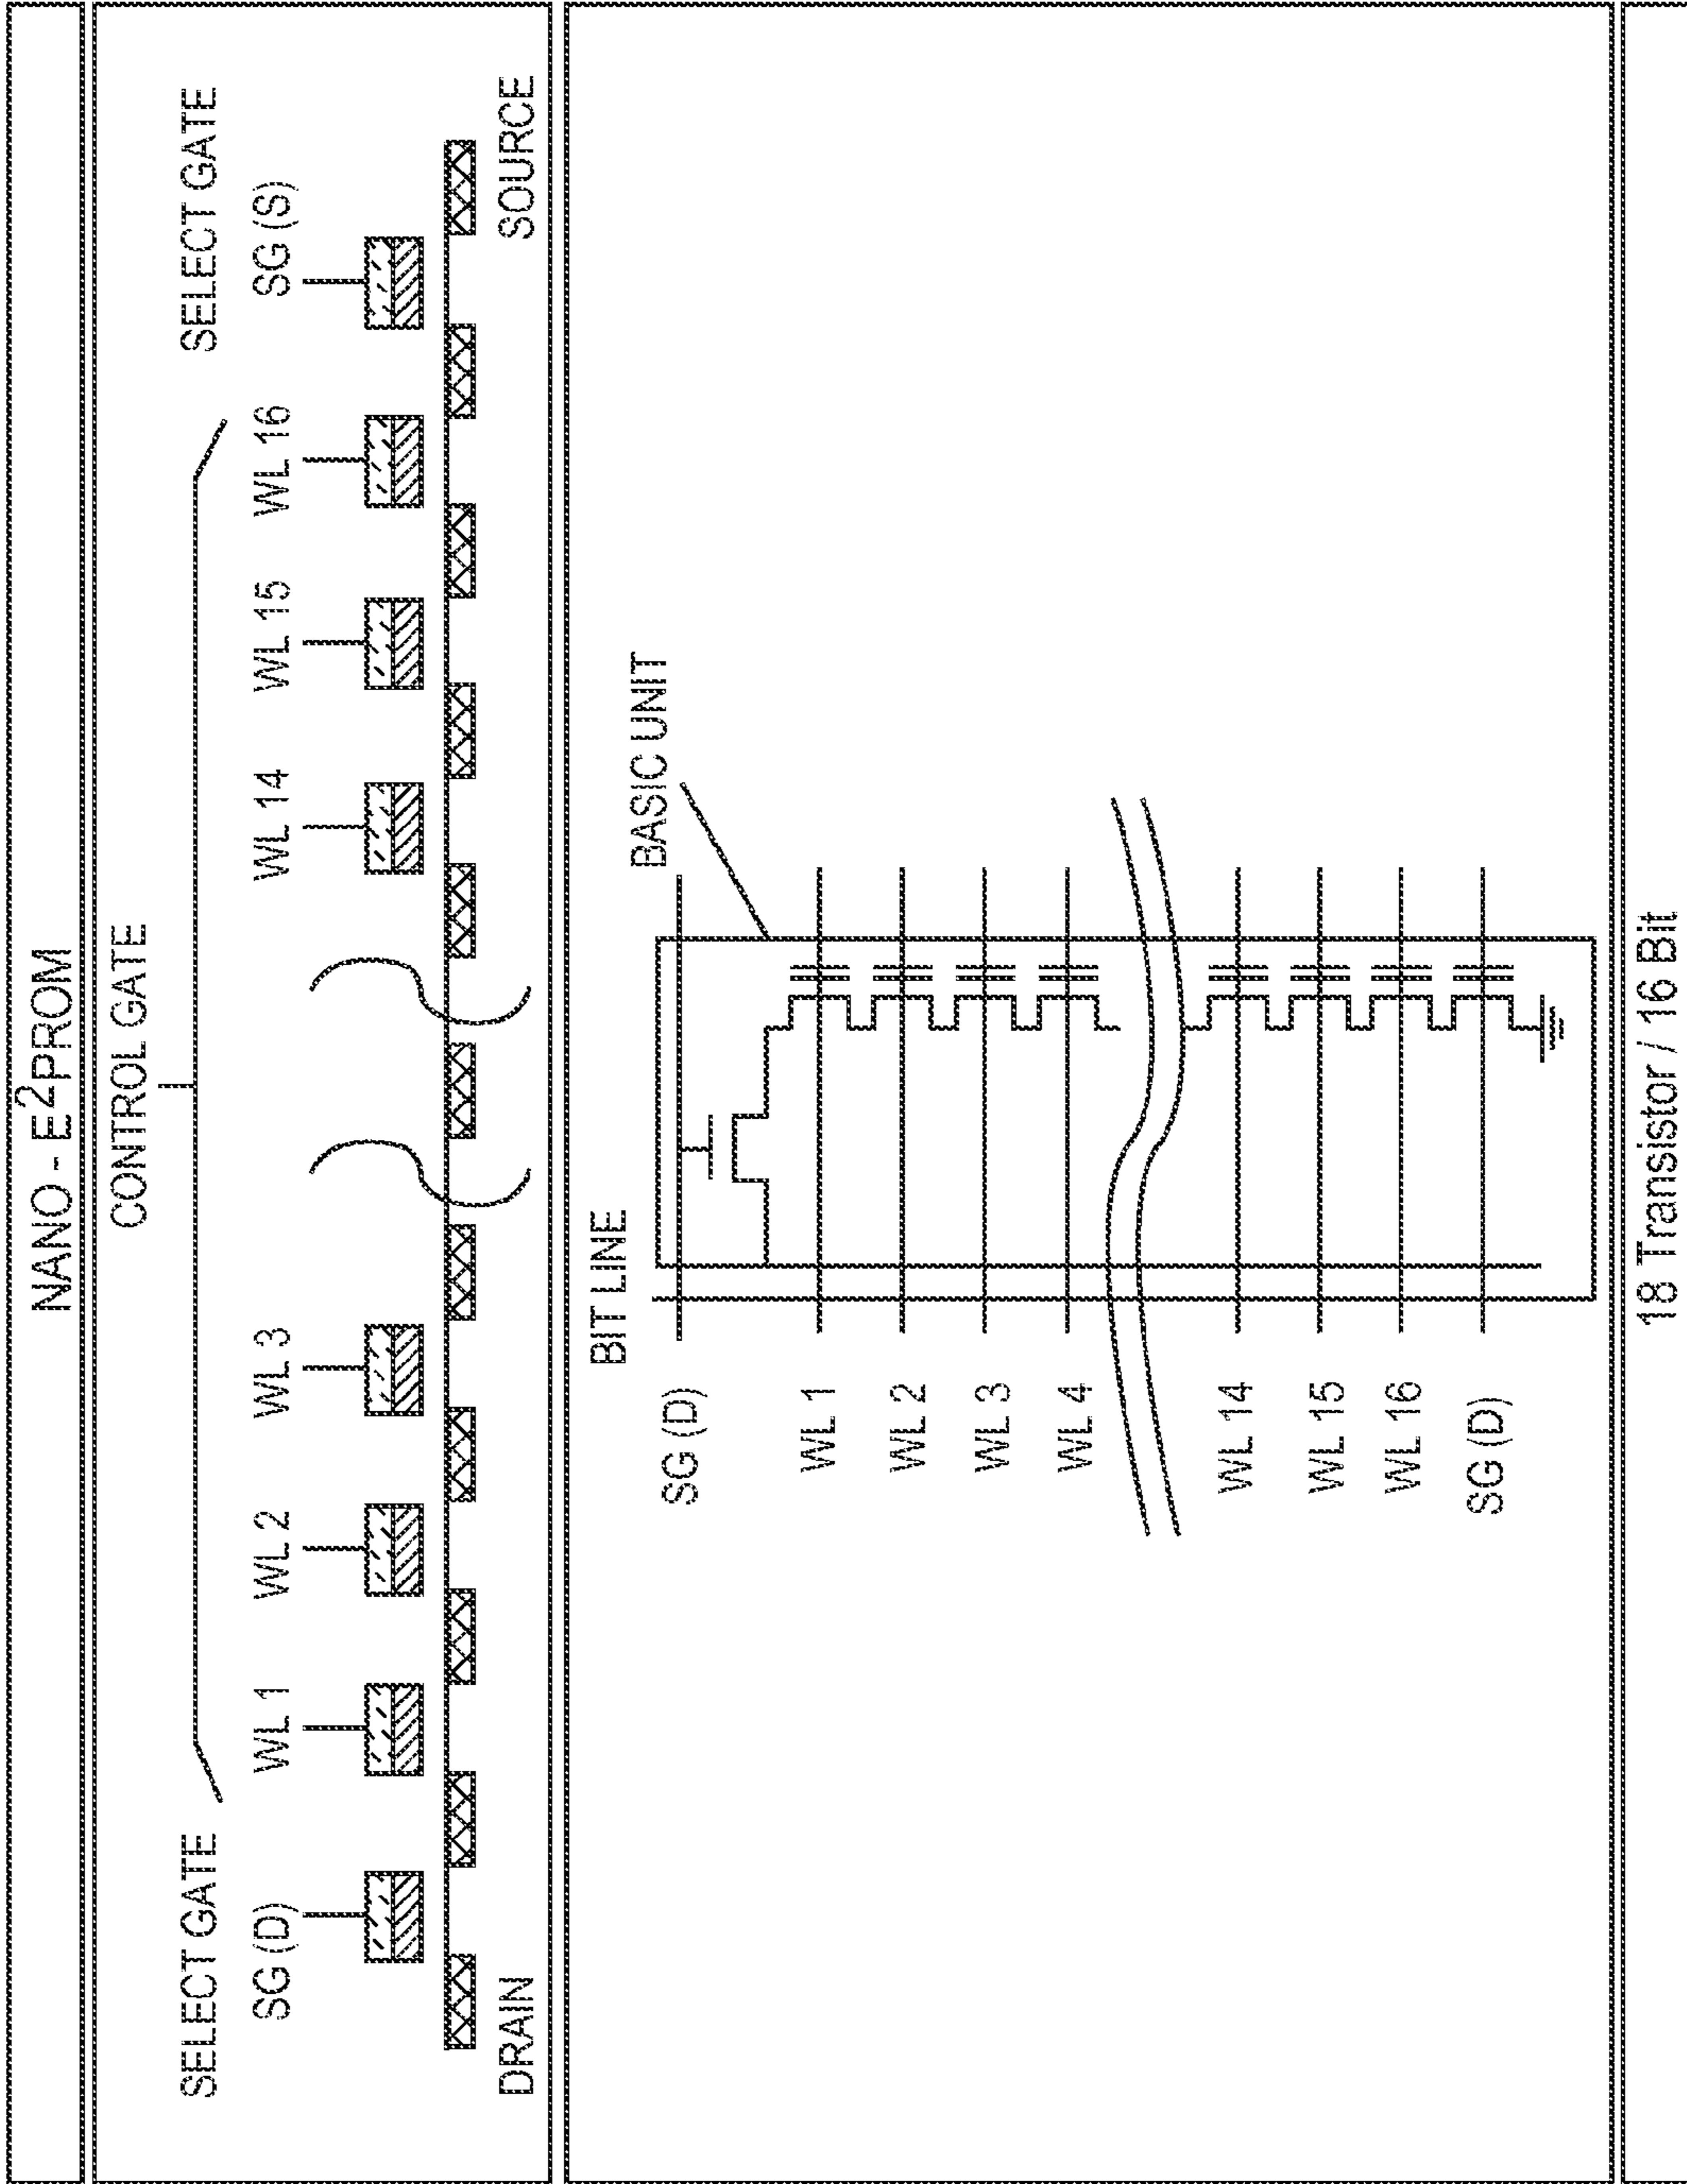 NANO - E2PROM
CONTROL GATE
SELECT GATE SELECT GATE
SG (D) WL 1 WL 2 WL 3 WL 14 WL 15 WL 16 SG (S)
DRAIN SOURCE
BIT LINE BASIC UNIT
SG (D)
WL 1
WL 2
WL 3
WL 4
WL 14
WL 15
WL 16
SG (D)
18 Transistor / 16 Bit